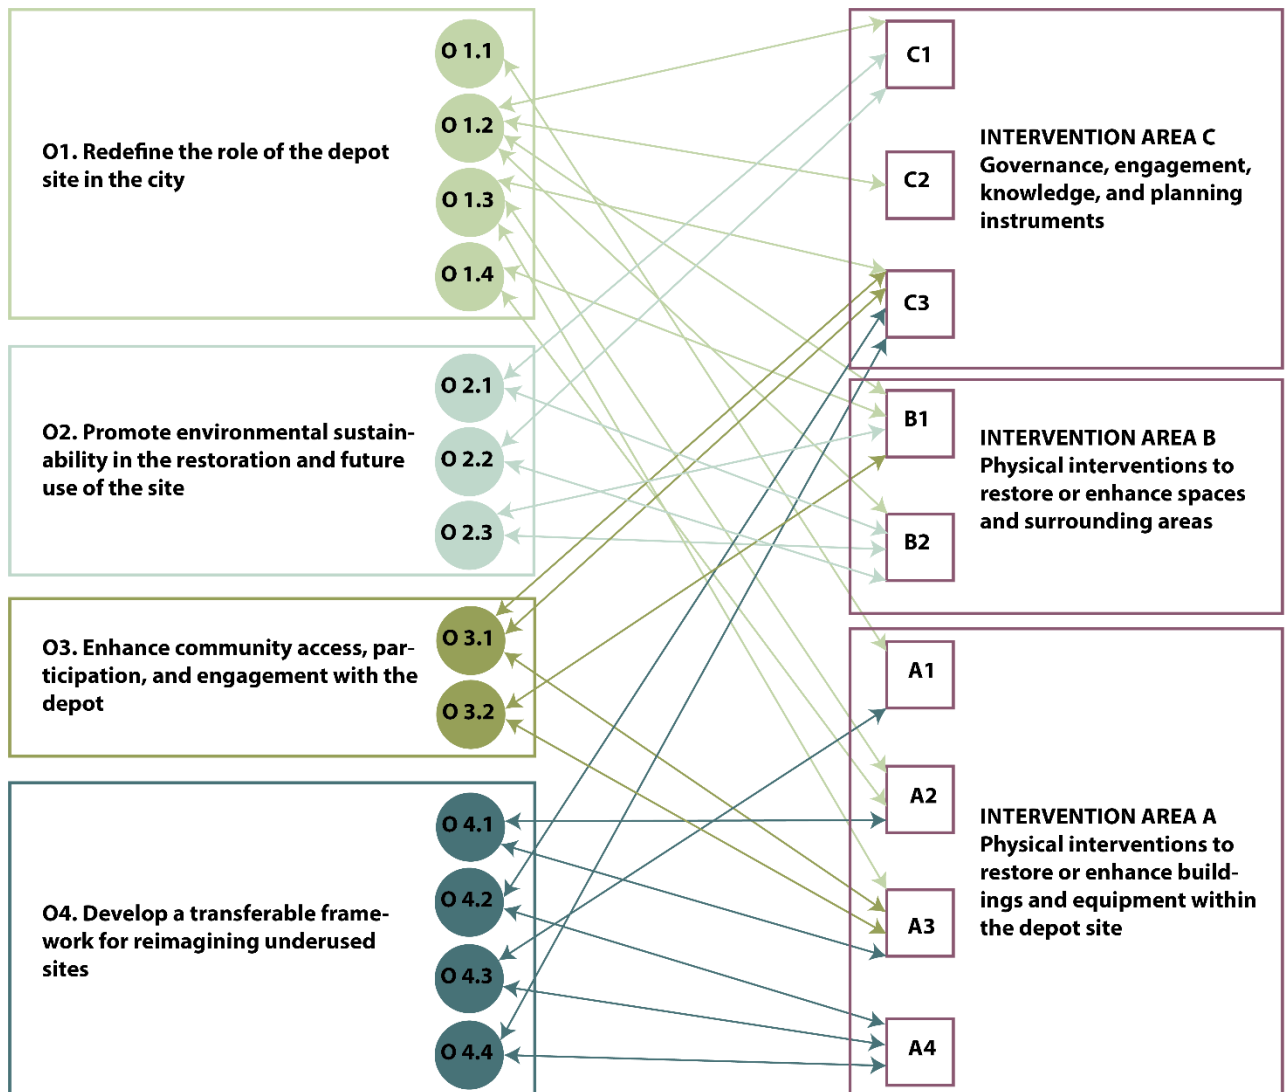 O1. Redefine the role of the depot
site in the city
O 1.1
O 1.2
O 1.3
O 1.4
O2. Promote environmental sustain-
ability in the restoration and future
use of the site
O 2.1
O 2.2
O 2.3
O3. Enhance community access, par-
ticipation, and engagement with the
depot
O 3.1
O 3.2
O4. Develop a transferable frame-
work for reimagining underused
sites
O 4.1
O 4.2
O 4.3
O 4.4
C1
C2
C3
INTERVENTION AREA C
Governance, engagement,
knowledge, and planning
instruments
B1
B2
INTERVENTION AREA B
Physical interventions to
restore or enhance spaces
and surrounding areas
A1
A2
A3
A4
INTERVENTION AREA A
Physical interventions to
restore or enhance build-
ings and equipment within
the depot site